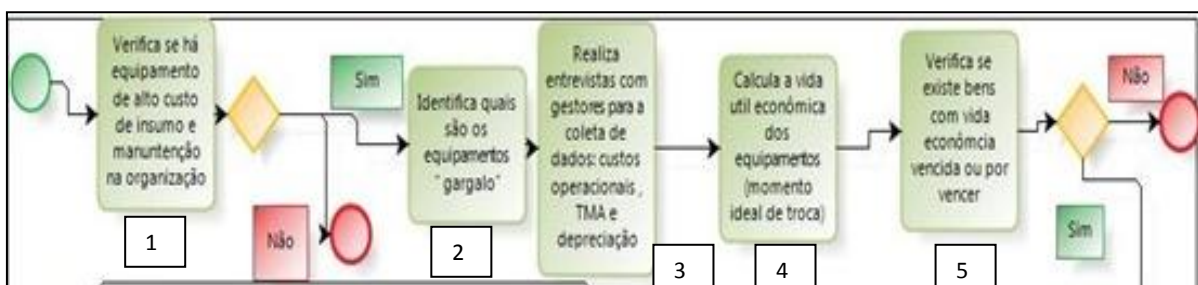 Verifica se há
equipamento
de alto custo
de insumo e
manuntenção
na organização
1
Sim
Não
Identifica quais
são os
equipamentos
"gargalo"
2
Realiza
entrevistas com
gestores para a
coleta de
dados: custos
operacionais ,
TMA e
depreciação
3
Calcula a vida
util econômica
dos
equipamentos
(momento
ideal de troca)
4
Verifica se
existe bens
com vida
econômcia
vencida ou por
vencer
5
Não
Sim